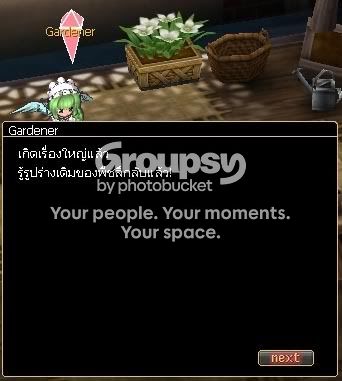 Gardener
Gardener
เกิดเรื่องใหญ่แล้ว
รู้รูปร่างเดิมของพืชลึกลับแล้ว!
Groupsy
by photobucket
Your people. Your moments.
Your space.
next